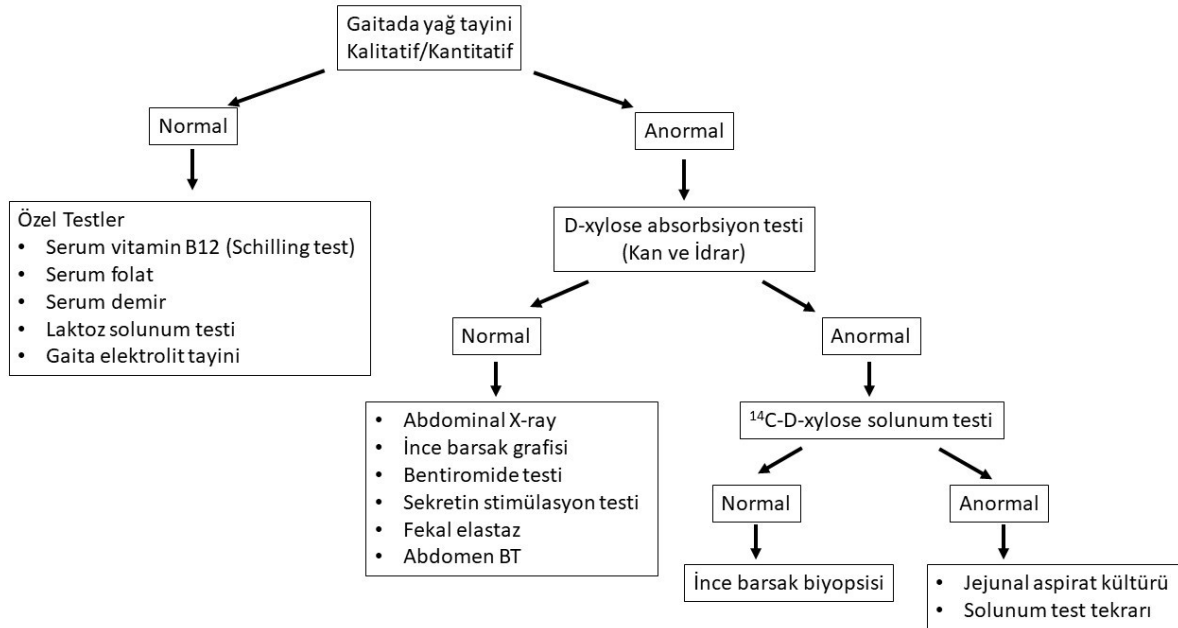 Gaitada yağ tayini
Kalitatif/Kantitatif
Normal
Anormal
Özel Testler
• Serum vitamin B12 (Schilling test)
• Serum folat
• Serum demir
• Laktoz solunum testi
• Gaita elektrolit tayini
D-xylose absorbsiyon testi
(Kan ve İdrar)
Normal
Anormal
• Abdominal X-ray
• İnce barsak grafisi
• Bentiromide testi
• Sekretin stimülasyon testi
• Fekal elastaz
• Abdomen BT
¹⁴C-D-xylose solunum testi
Normal
Anormal
İnce barsak biyopsisi
• Jejunal aspirat kültürü
• Solunum test tekrarı